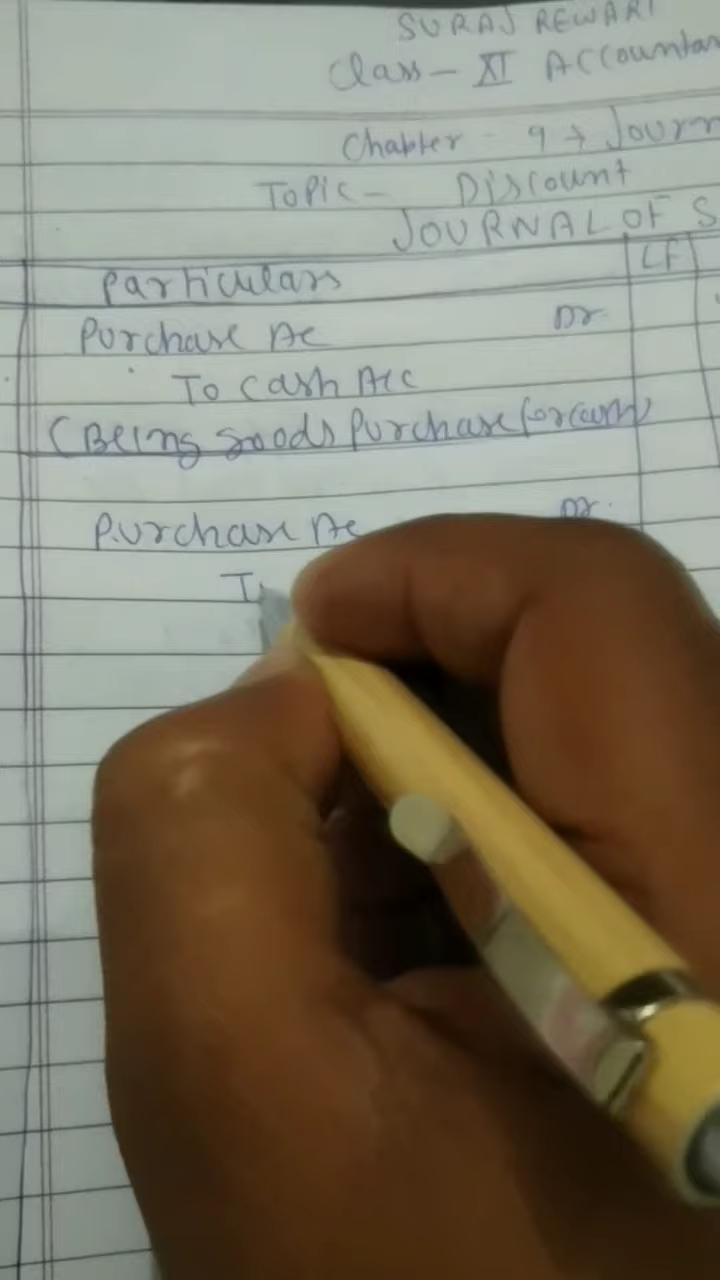 SURAJ REWARI
Class - XI Accountan
Chapter - 9 → Journ
Topic - Discount
JOURNAL OF S
Particulars LF
Purchase Ac Dr
To Cash A/c
(Being goods Purchase for cash)
Purchase Ac Dr.
T